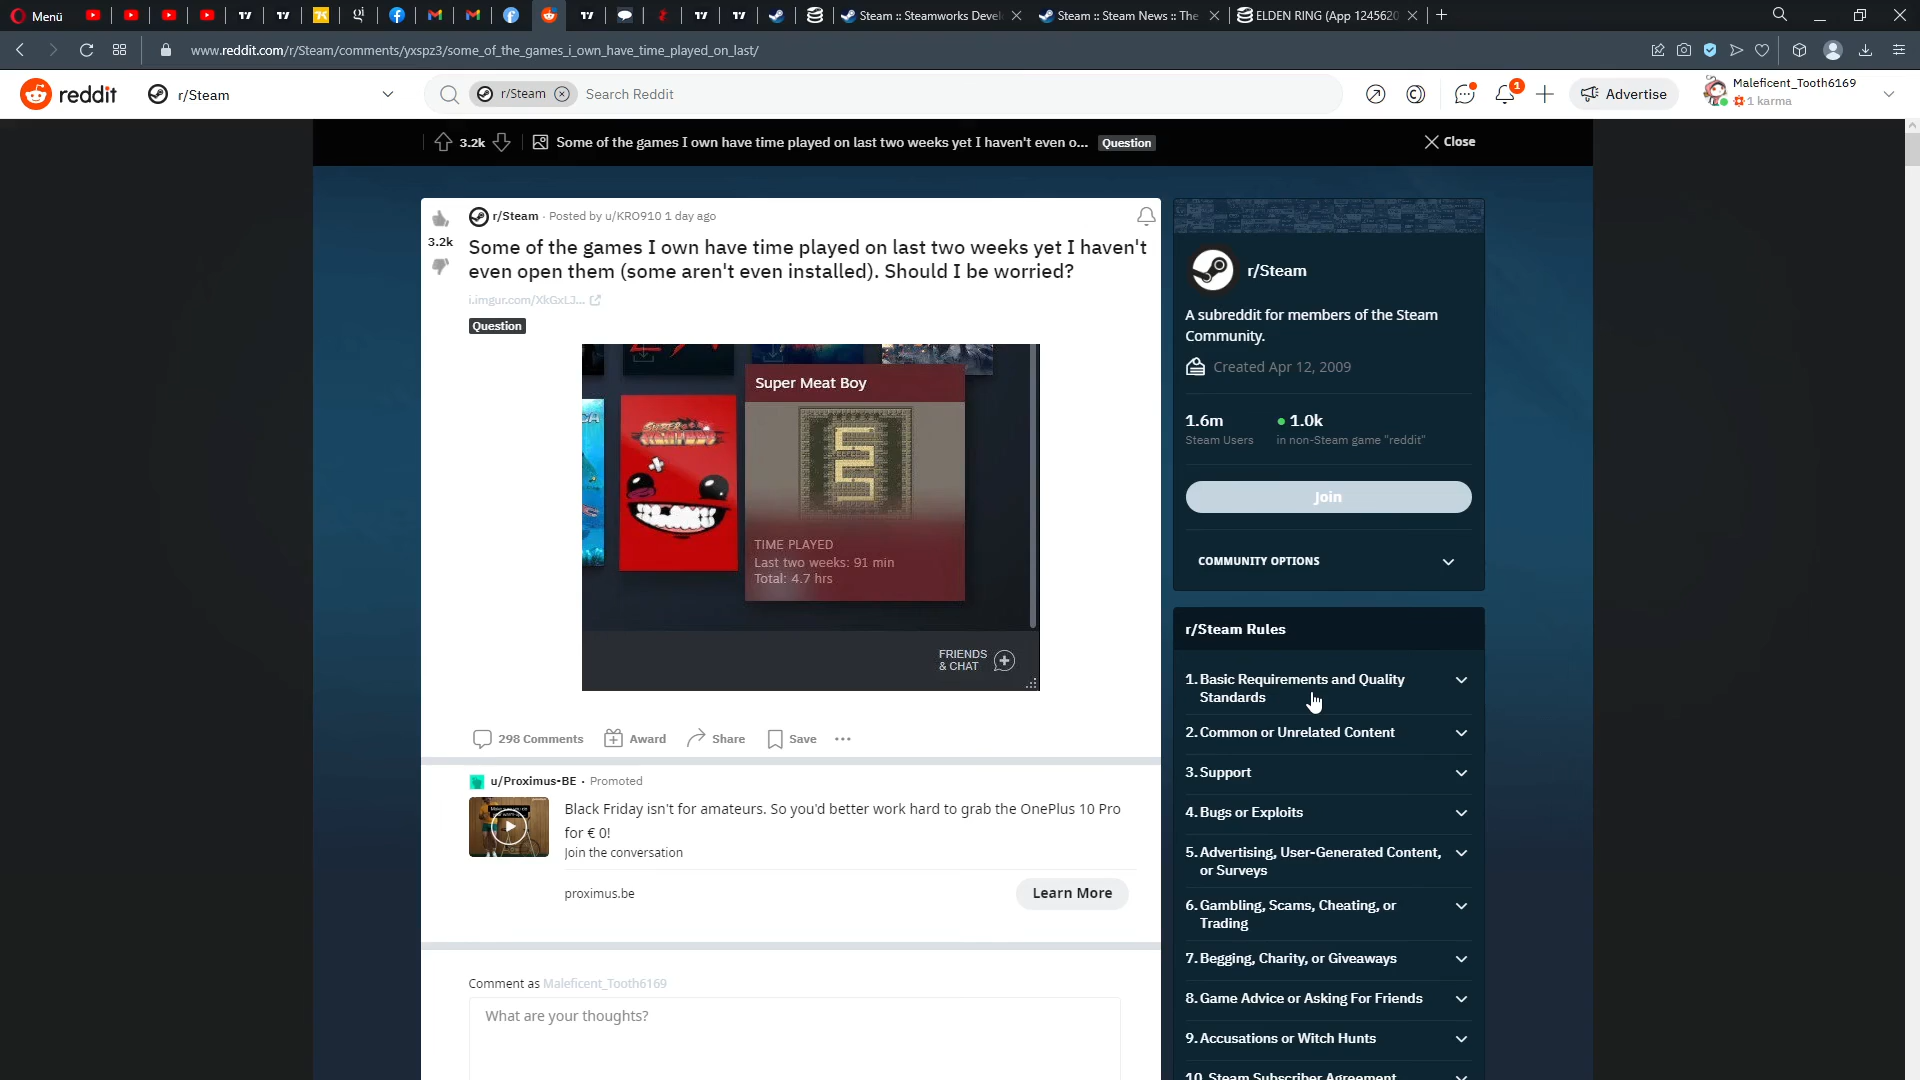 Menü
Steam :: Steamworks Devel
Steam :: Steam News :: The
ELDEN RING (App 1245620
www.reddit.com/r/Steam/comments/yxspz3/some_of_the_games_i_own_have_time_played_on_last/
reddit
r/Steam
r/Steam
Search Reddit
1
Advertise
Maleficent_Tooth6169
1 karma
3.2k
Some of the games I own have time played on last two weeks yet I haven't even o...
Question
Close
r/Steam · Posted by u/KRO910 1 day ago
3.2k
Some of the games I own have time played on last two weeks yet I haven't
even open them (some aren't even installed). Should I be worried?
i.imgur.com/XkGxLJ...
Question
Super Meat Boy
TIME PLAYED
Last two weeks: 91 min
Total: 4.7 hrs
FRIENDS
& CHAT
298 Comments
Award
Share
Save
u/Proximus-BE · Promoted
Black Friday isn't for amateurs. So you'd better work hard to grab the OnePlus 10 Pro
for € 0!
Join the conversation
proximus.be
Learn More
Comment as Maleficent_Tooth6169
What are your thoughts?
r/Steam
A subreddit for members of the Steam
Community.
Created Apr 12, 2009
1.6m
1.0k
Steam Users
in non-Steam game "reddit"
Join
COMMUNITY OPTIONS
r/Steam Rules
1. Basic Requirements and Quality
Standards
2. Common or Unrelated Content
3. Support
4. Bugs or Exploits
5. Advertising, User-Generated Content,
or Surveys
6. Gambling, Scams, Cheating, or
Trading
7. Begging, Charity, or Giveaways
8. Game Advice or Asking For Friends
9. Accusations or Witch Hunts
10. Steam Subscriber Agreement